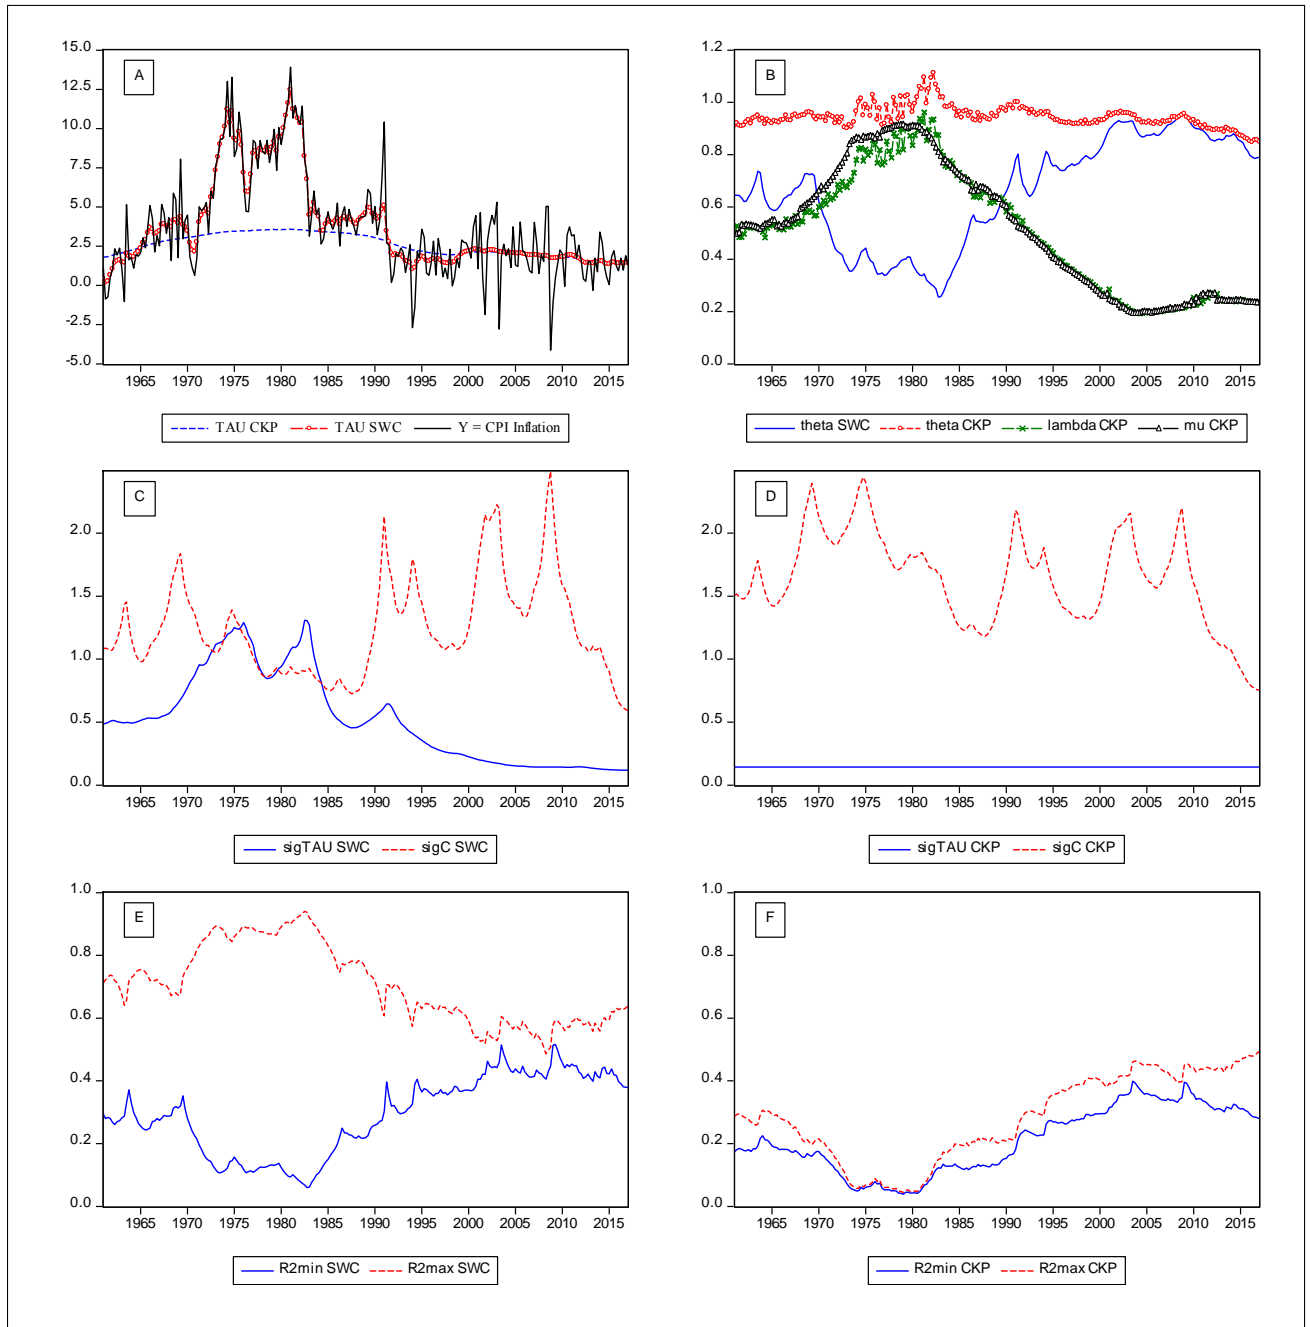 A
15.0
12.5
10.0
7.5
5.0
2.5
0.0
-2.5
-5.0
1965 1970 1975 1980 1985 1990 1995 2000 2005 2010 2015
TAU CKP TAU SWC Y = CPI Inflation
B
1.2
1.0
0.8
0.6
0.4
0.2
0.0
1965 1970 1975 1980 1985 1990 1995 2000 2005 2010 2015
theta SWC theta CKP lambda CKP mu CKP
C
2.0
1.5
1.0
0.5
0.0
1965 1970 1975 1980 1985 1990 1995 2000 2005 2010 2015
sigTAU SWC sigC SWC
D
2.0
1.5
1.0
0.5
0.0
1965 1970 1975 1980 1985 1990 1995 2000 2005 2010 2015
sigTAU CKP sigC CKP
E
1.0
0.8
0.6
0.4
0.2
0.0
1965 1970 1975 1980 1985 1990 1995 2000 2005 2010 2015
R2min SWC R2max SWC
F
1.0
0.8
0.6
0.4
0.2
0.0
1965 1970 1975 1980 1985 1990 1995 2000 2005 2010 2015
R2min CKP R2max CKP